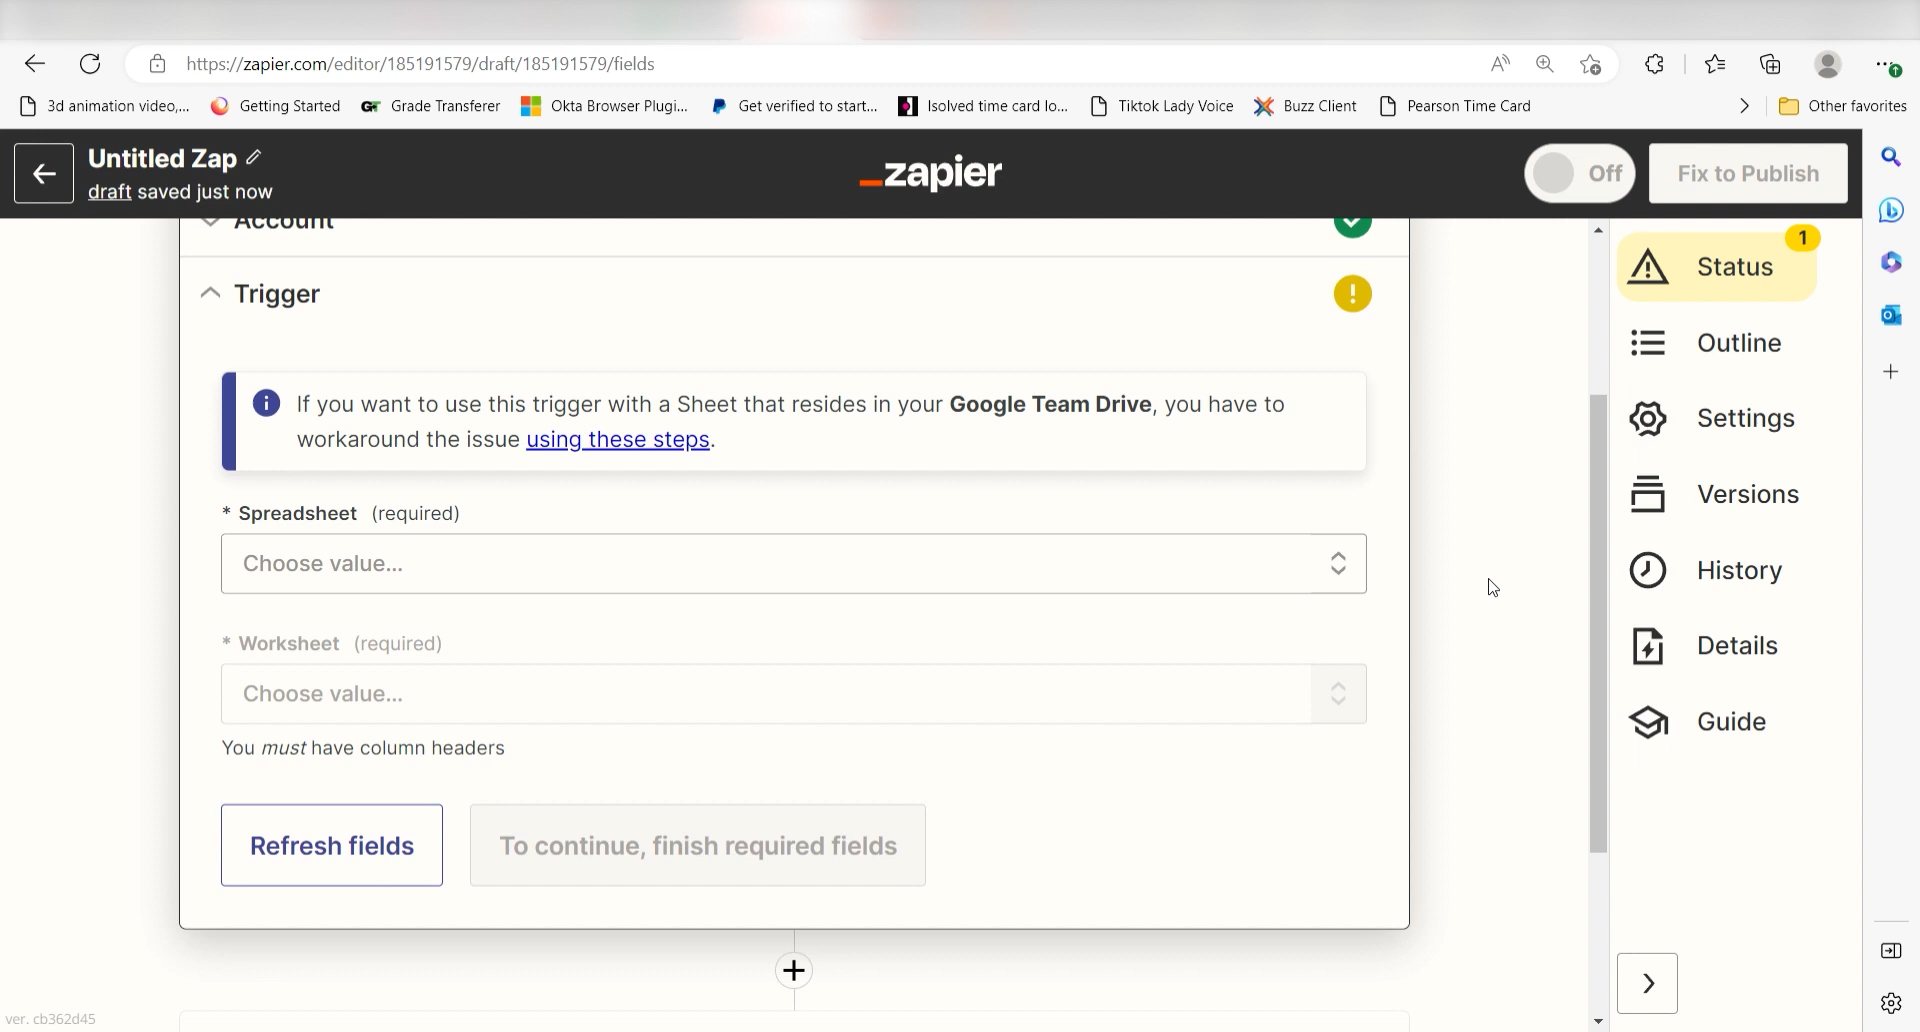 https://zapier.com/editor/185191579/draft/185191579/fields
3d animation video,...
Getting Started
Grade Transferer
Okta Browser Plugi...
Get verified to start...
Isolved time card lo...
Tiktok Lady Voice
Buzz Client
Pearson Time Card
Other favorites
Untitled Zap
draft saved just now
_zapier
Off
Fix to Publish
Account
Trigger
!
If you want to use this trigger with a Sheet that resides in your Google Team Drive, you have to
workaround the issue using these steps.
* Spreadsheet (required)
Choose value...
* Worksheet (required)
Choose value...
You must have column headers
Refresh fields
To continue, finish required fields
1
Status
Outline
Settings
Versions
History
Details
Guide
ver. cb362d45